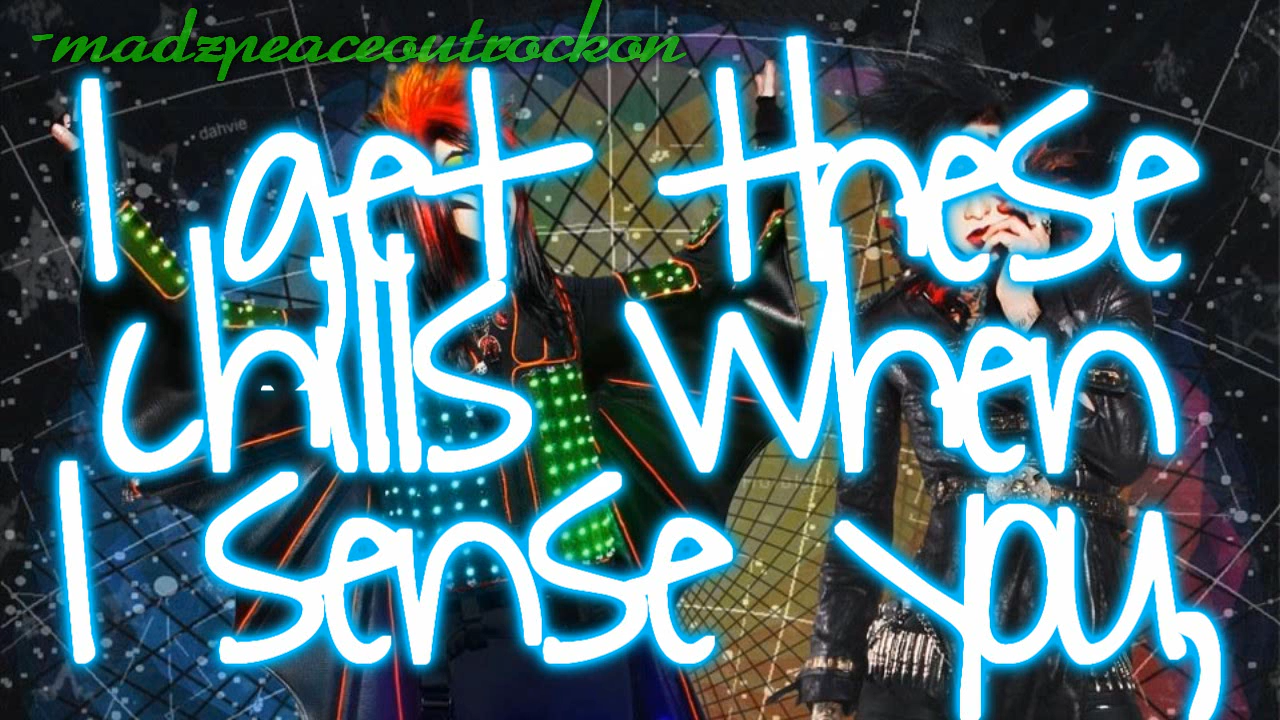 -madzpeaceoutrockon
dahvie
I get these
chills When
I sense you,